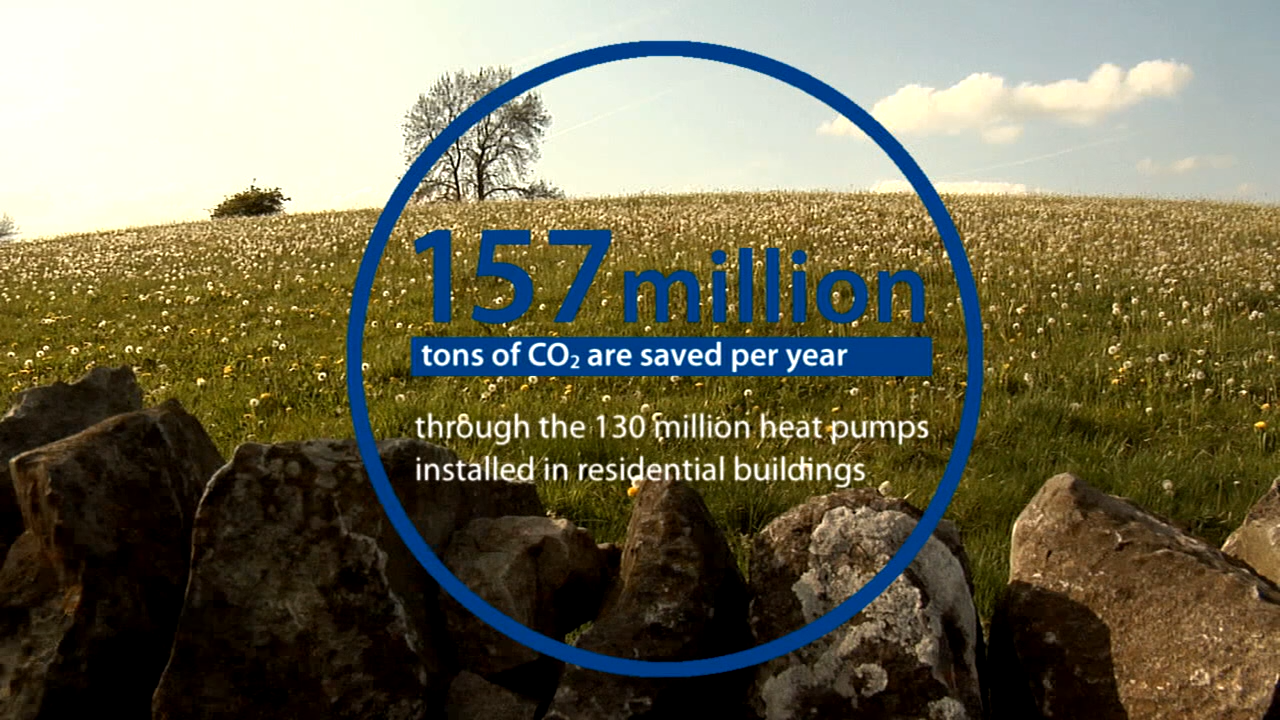 157 million
tons of CO₂ are saved per year
through the 130 million heat pumps
installed in residential buildings